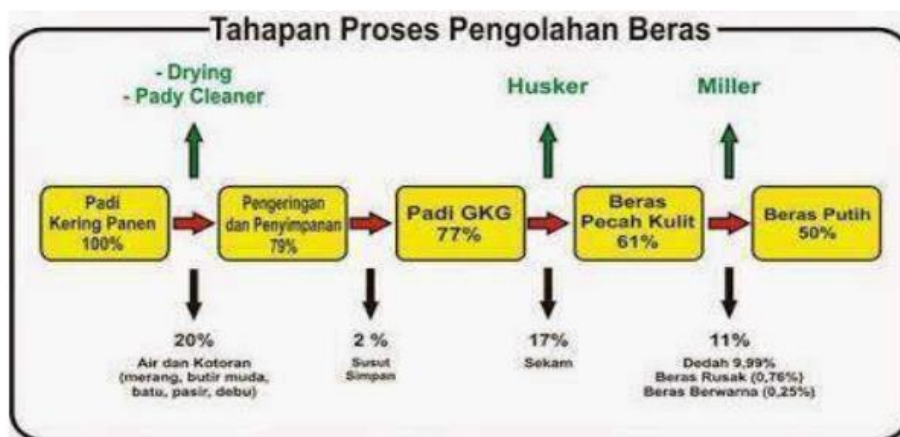 Tahapan Proses Pengolahan Beras
- Drying
- Pady Cleaner
Husker
Miller
Padi
Kering Panen
100%
Pengeringan
dan Penyimpanan
79%
Padi GKG
77%
Beras
Pecah Kulit
61%
Beras Putih
50%
20%
Air dan Kotoran
(merang, butir muda,
batu, pasir, debu)
2 %
Susut
Simpan
17%
Sekam
11%
Dedah 9,99%
Beras Rusak (0,76%)
Beras Berwarna (0,25%)